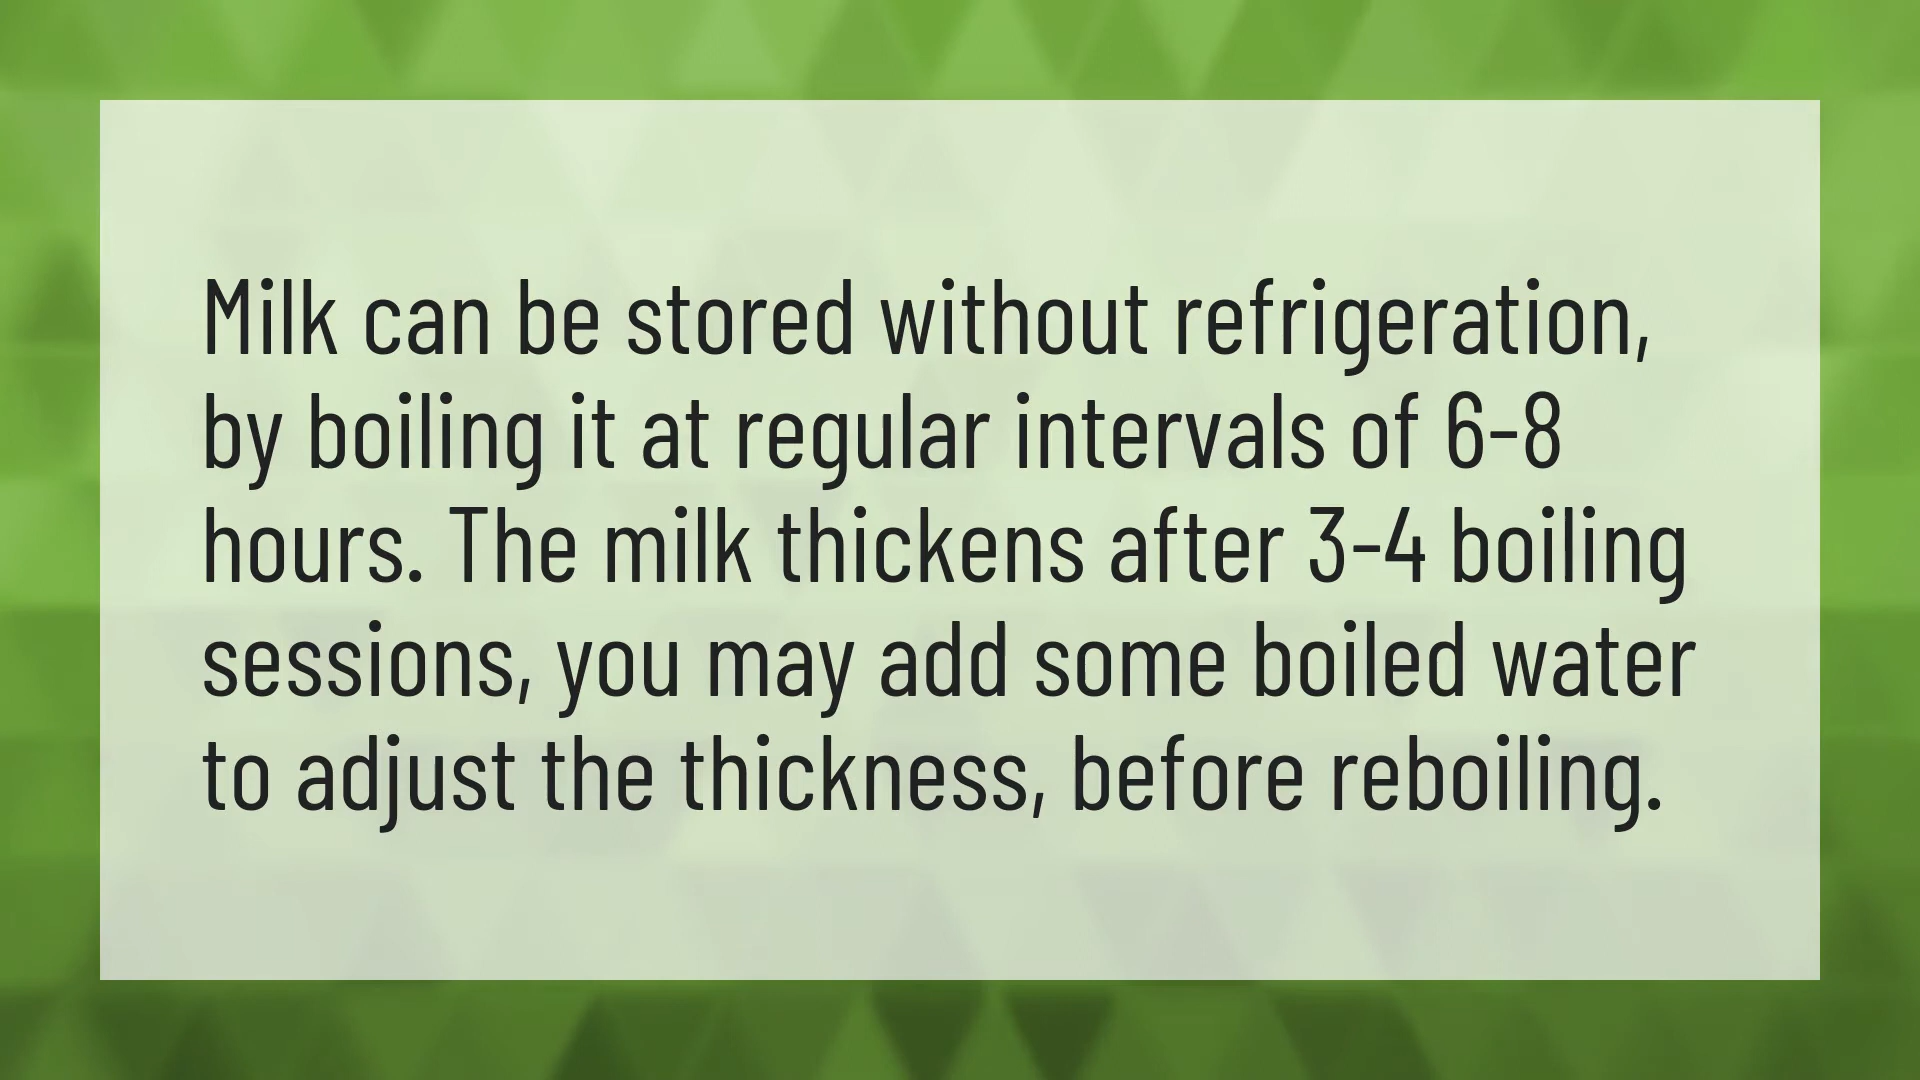 Milk can be stored without refrigeration,
by boiling it at regular intervals of 6-8
hours. The milk thickens after 3-4 boiling
sessions, you may add some boiled water
to adjust the thickness, before reboiling.